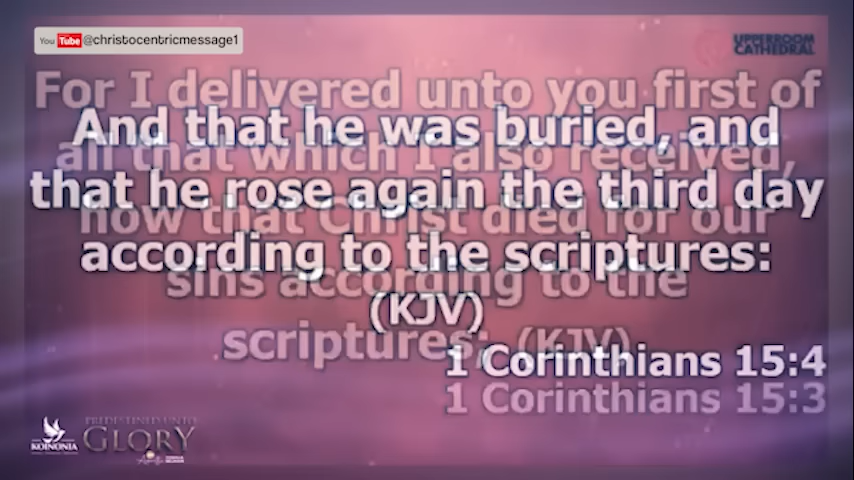 You Tube @christocentricmessage1
UPPERROOM
CATHEDRAL
And that he was buried, and
that he rose again the third day
according to the scriptures:
(KJV)
1 Corinthians 15:4
For I delivered unto you first of
all that which I also received,
how that Christ died for our
sins according to the
scriptures; (KJV)
1 Corinthians 15:3
KOINONIA
PREDESTINED UNTO
GLORY